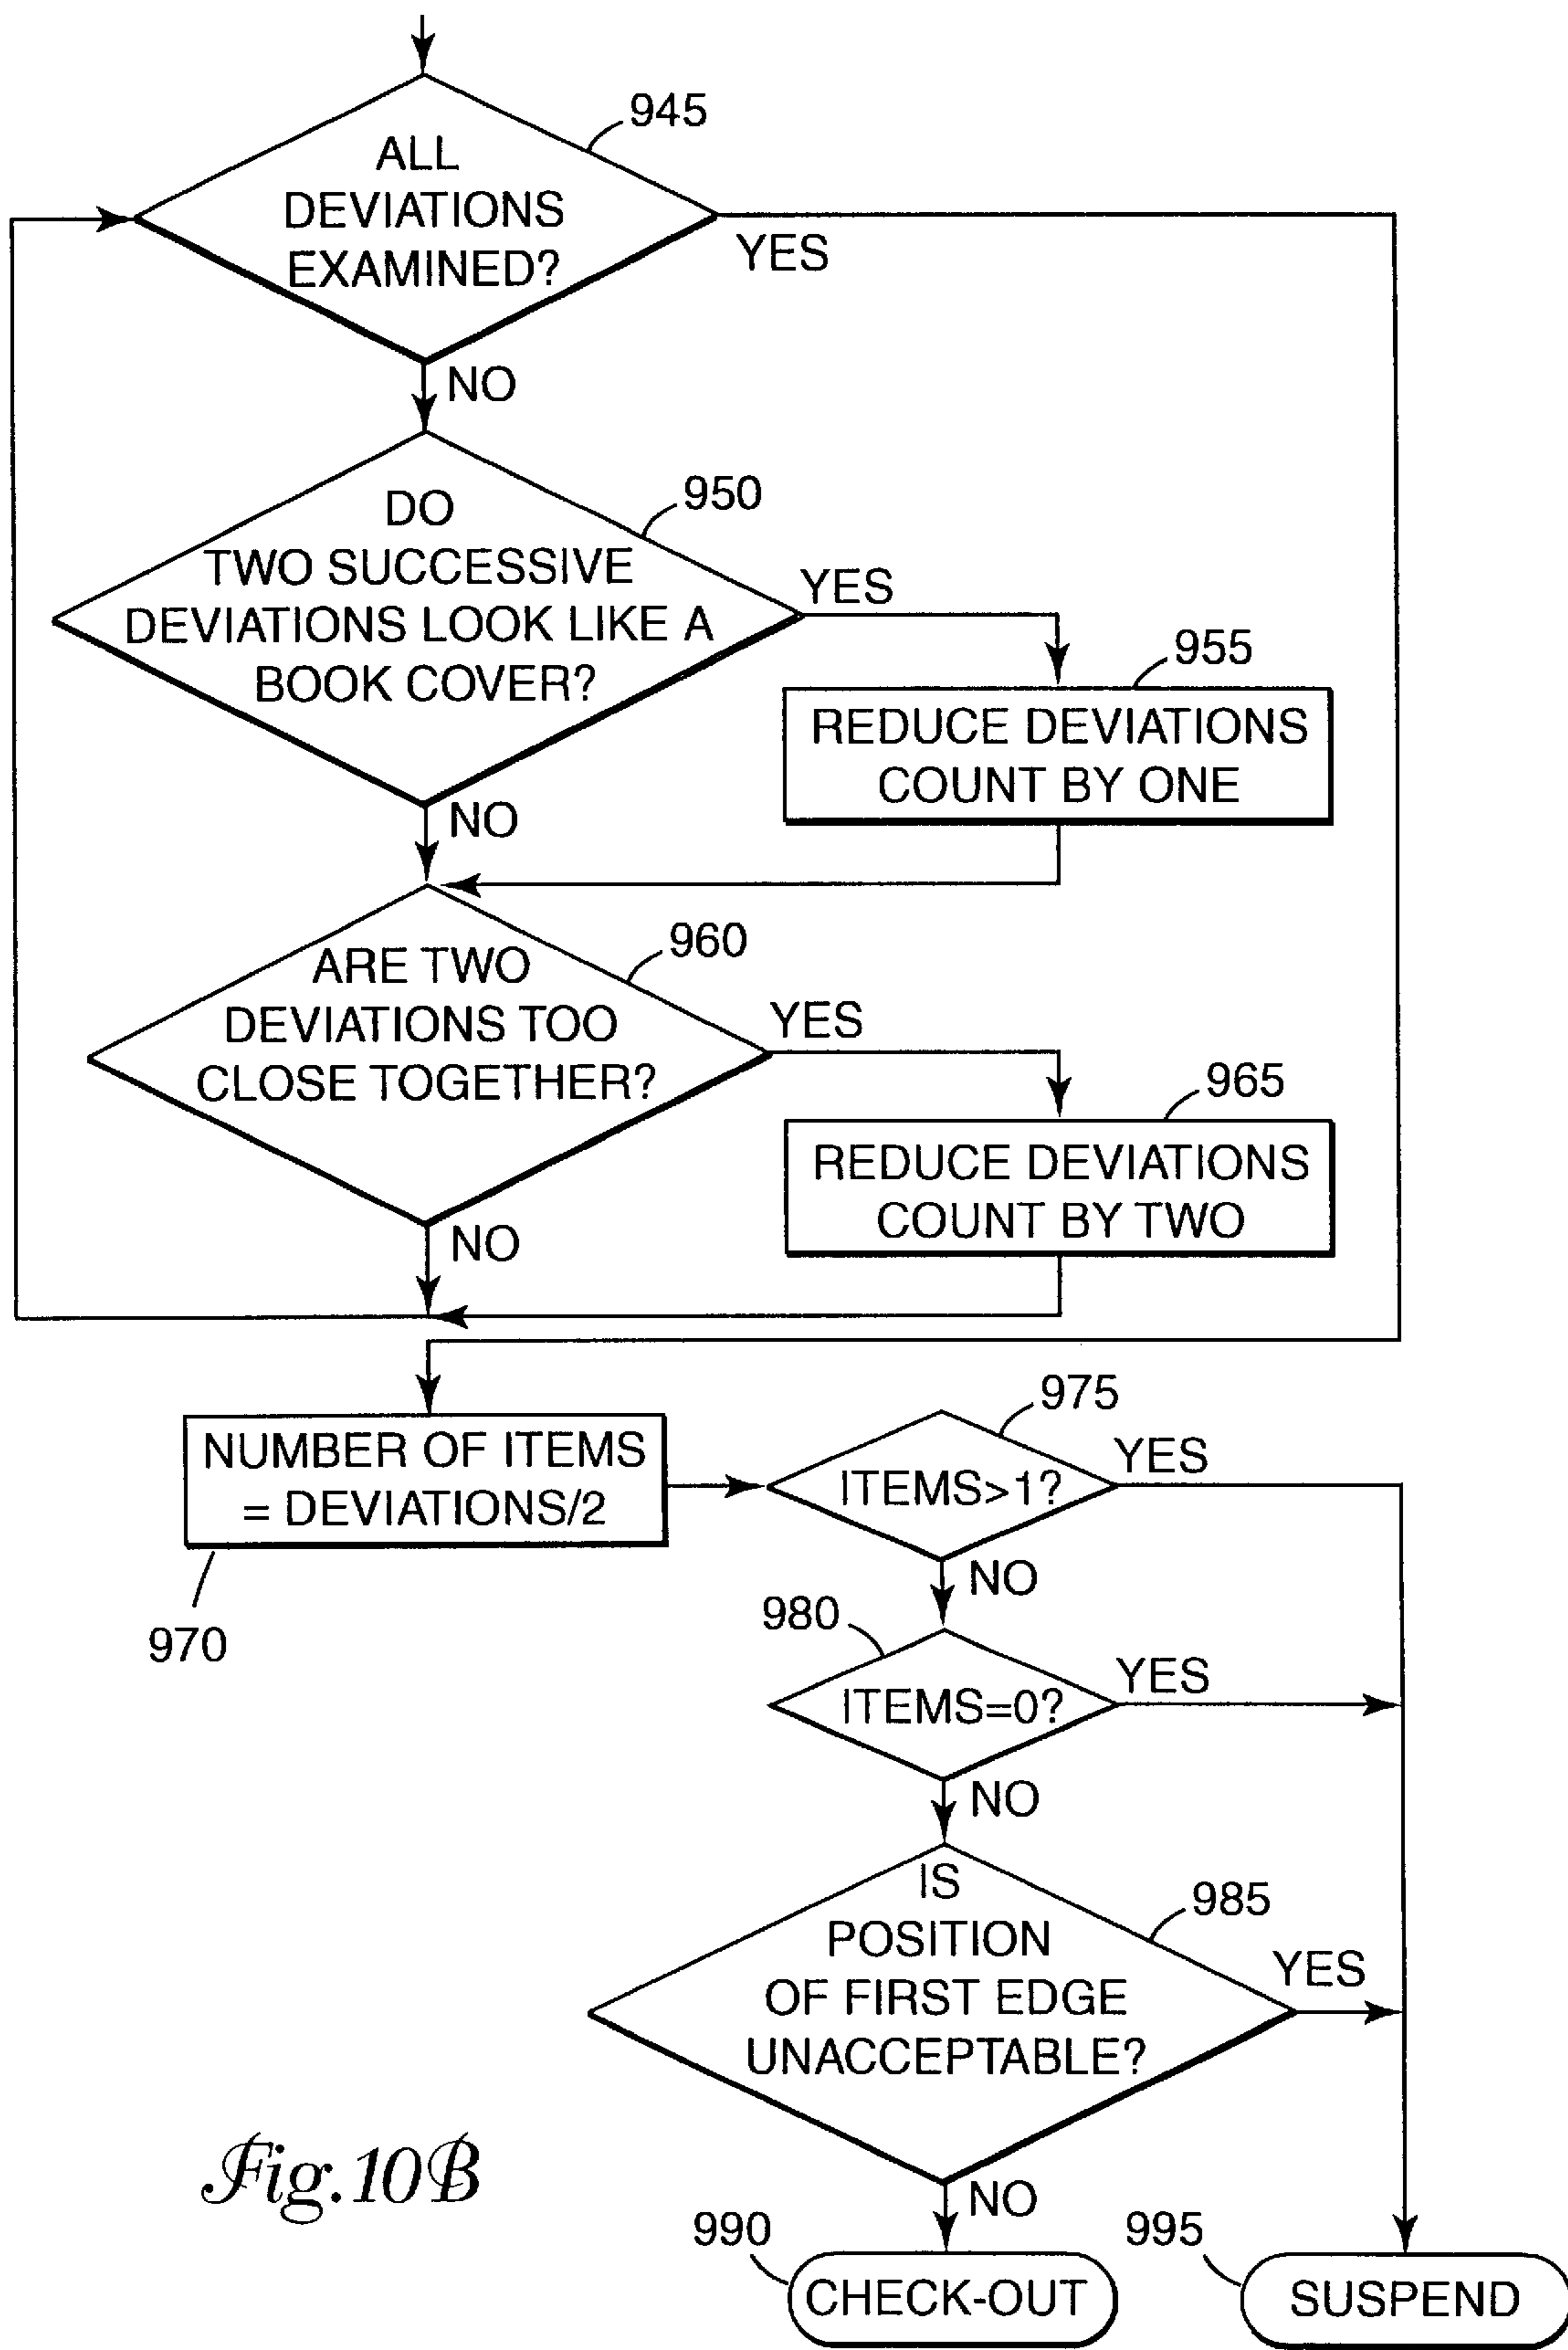 945
ALL
DEVIATIONS
EXAMINED?
YES
NO
950
DO
TWO SUCCESSIVE
DEVIATIONS LOOK LIKE A
BOOK COVER?
YES
955
REDUCE DEVIATIONS
COUNT BY ONE
NO
960
ARE TWO
DEVIATIONS TOO
CLOSE TOGETHER?
YES
965
REDUCE DEVIATIONS
COUNT BY TWO
NO
NUMBER OF ITEMS
= DEVIATIONS/2
970
975
ITEMS>1?
YES
NO
980
ITEMS=0?
YES
NO
985
IS
POSITION
OF FIRST EDGE
UNACCEPTABLE?
YES
NO
990
CHECK-OUT
995
SUSPEND
Fig.10B